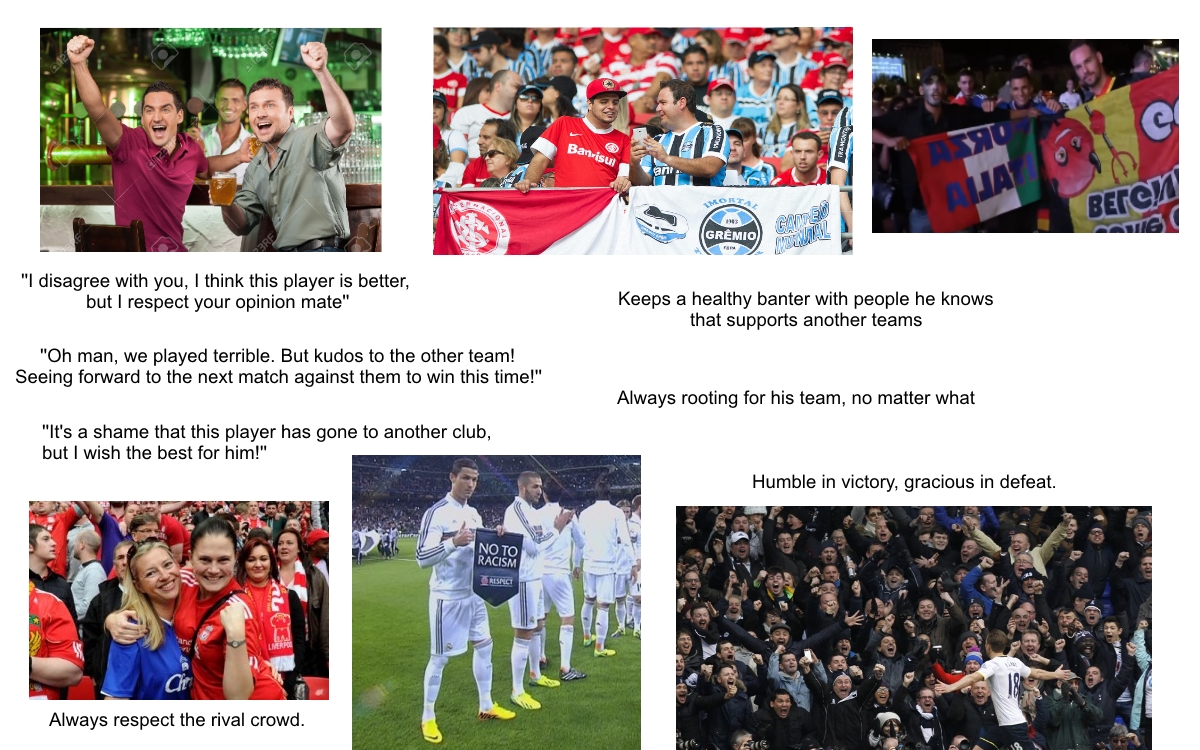 Banrisul
IMORTAL
1903
GRÊMIO
FBPA
FORZA
ITALIA
"I disagree with you, I think this player is better,
but I respect your opinion mate"
Keeps a healthy banter with people he knows
that supports another teams
"Oh man, we played terrible. But kudos to the other team!
Seeing forward to the next match against them to win this time!"
Always rooting for his team, no matter what
"It's a shame that this player has gone to another club,
but I wish the best for him!"
Humble in victory, gracious in defeat.
NO TO
RACISM
RESPECT
LIVERPOOL
18
Always respect the rival crowd.